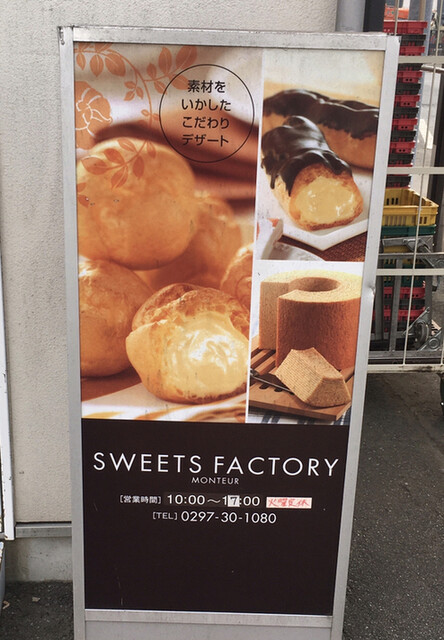 素材を
いかした
こだわり
デザート
SWEETS FACTORY
MONTEUR
[営業時間] 10:00～17:00 火曜定休
[TEL] 0297-30-1080